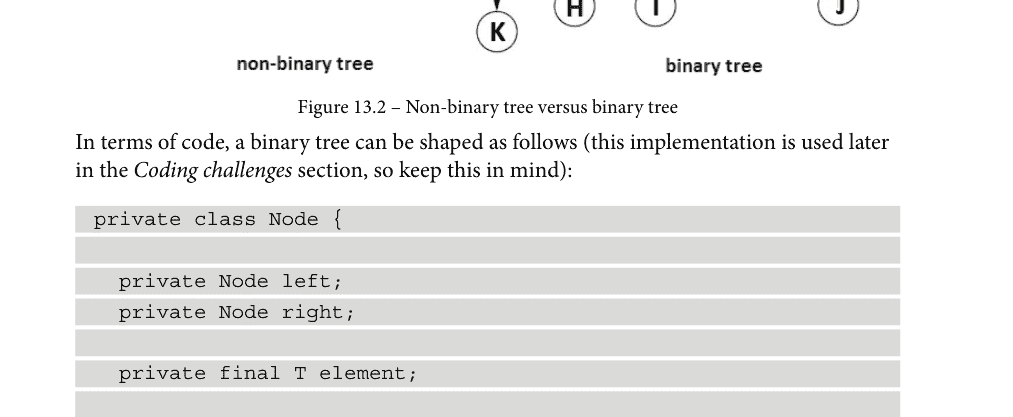 H I J
K
non-binary tree binary tree
Figure 13.2 – Non-binary tree versus binary tree
In terms of code, a binary tree can be shaped as follows (this implementation is used later
in the Coding challenges section, so keep this in mind):
private class Node {
private Node left;
private Node right;
private final T element;